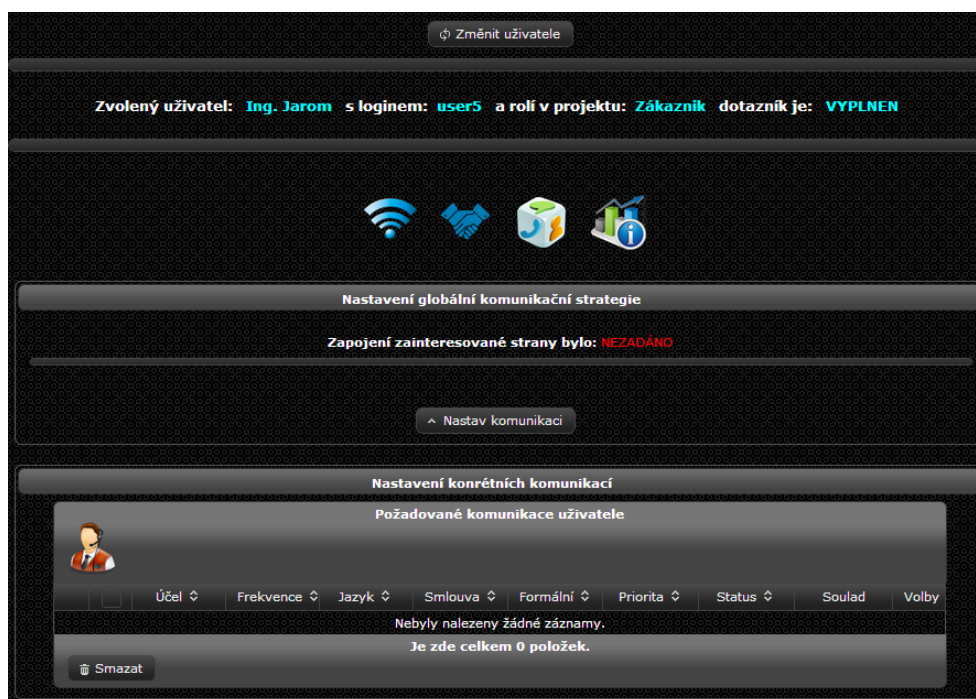 Změnit uživatele
Zvolený uživatel: Ing. Jarom s loginem: user5 a rolí v projektu: Zákaznik dotazník je: VYPLNEN
Nastavení globální komunikační strategie
Zapojení zainteresované strany bylo: NEZADÁNO
Nastav komunikaci
Nastavení konrétních komunikací
Požadované komunikace uživatele
Účel Frekvence Jazyk Smlouva Formální Priorita Status Soulad Volby
Nebyly nalezeny žádné záznamy.
Je zde celkem 0 položek.
Smazat